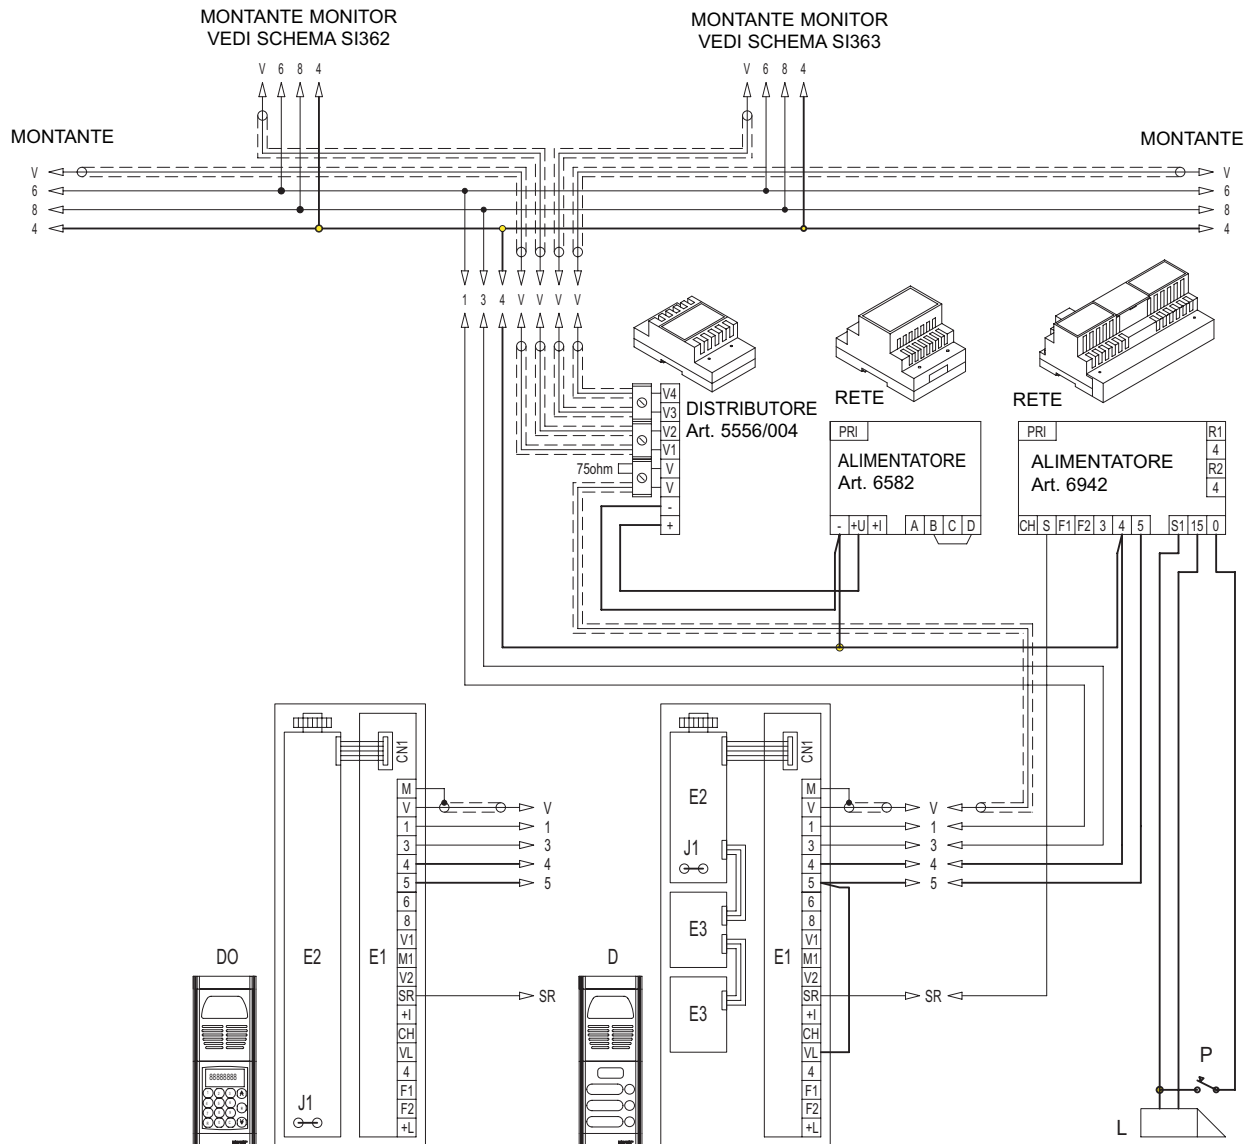 MONTANTE MONITOR
VEDI SCHEMA SI362
MONTANTE MONITOR
VEDI SCHEMA SI363
V 6 8 4
V 6 8 4
MONTANTE
MONTANTE
V
6
8
4
V
6
8
4
1 3 4 V V V V
V4
V3
V2
V1
V
V
-
+
75ohm
DISTRIBUTORE
Art. 5556/004
RETE
PRI
ALIMENTATORE
Art. 6582
- +U +I A B C D
RETE
PRI
ALIMENTATORE
Art. 6942
R1
4
R2
4
CH S F1 F2 3 4 5 S1 15 0
CN1
M
V
1
3
4
5
6
8
V1
M1
V2
SR
+I
CH
VL
4
F1
F2
+L
V
1
3
4
5
SR
DO
E2
E1
J1
88888888
CN1
E2
J1
E3
E3
E1
D
M
V
1
3
4
5
6
8
V1
M1
V2
SR
+I
CH
VL
4
F1
F2
+L
V
1
3
4
5
SR
P
L